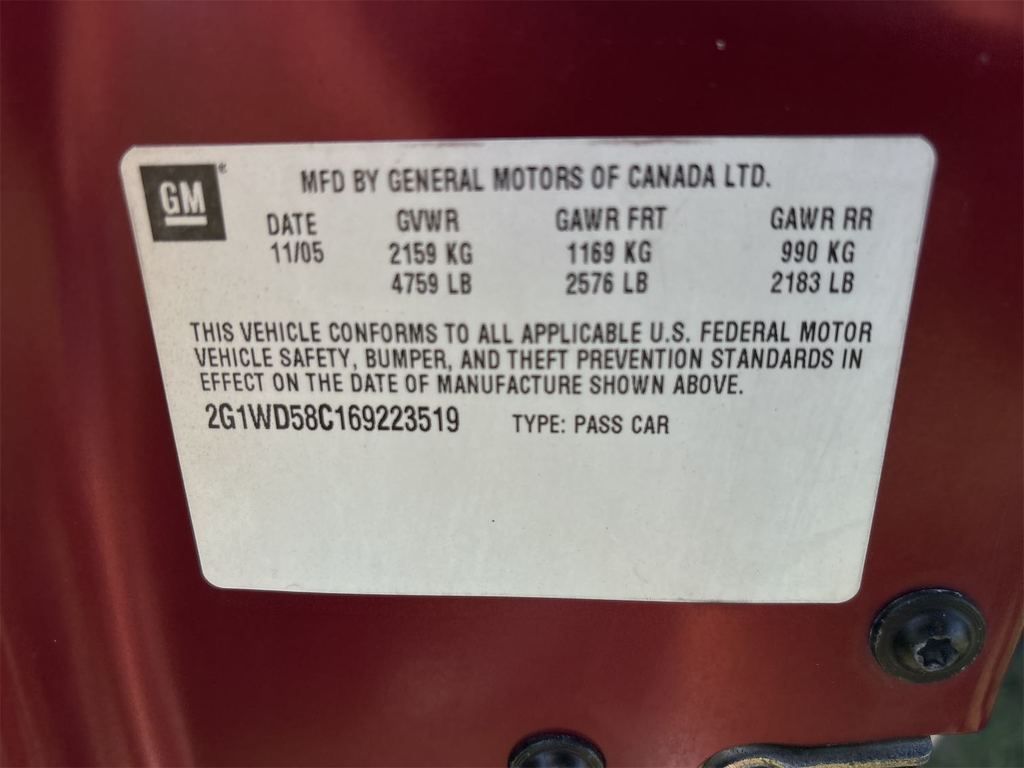 GM®
MFD BY GENERAL MOTORS OF CANADA LTD.
DATE GVWR GAWR FRT GAWR RR
11/05 2159 KG 1169 KG 990 KG
4759 LB 2576 LB 2183 LB
THIS VEHICLE CONFORMS TO ALL APPLICABLE U.S. FEDERAL MOTOR
VEHICLE SAFETY, BUMPER, AND THEFT PREVENTION STANDARDS IN
EFFECT ON THE DATE OF MANUFACTURE SHOWN ABOVE.
2G1WD58C169223519 TYPE: PASS CAR